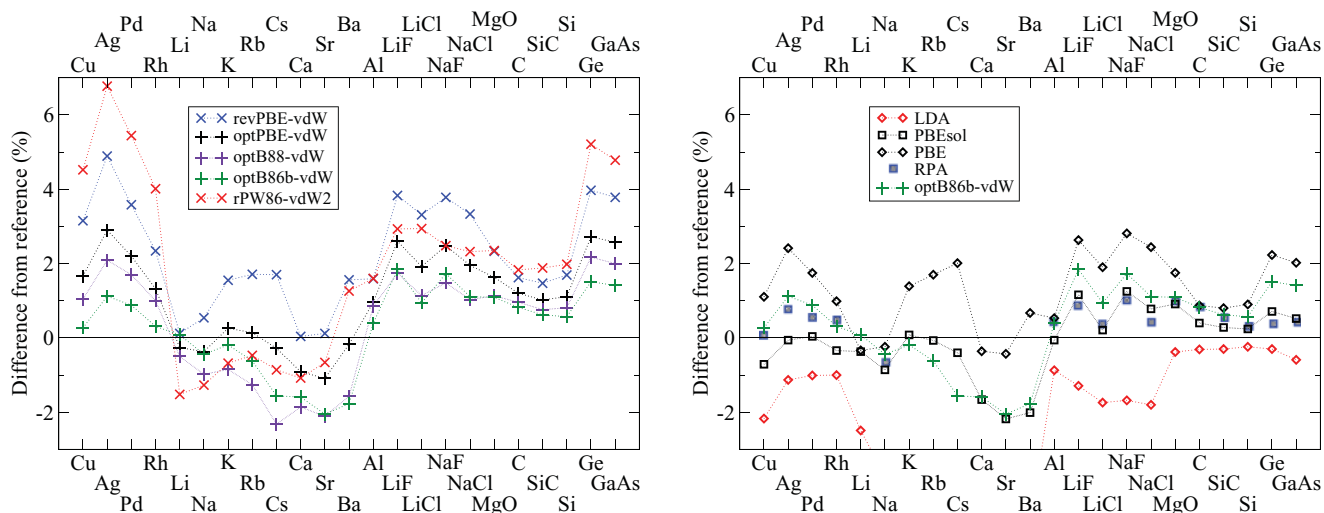 Na Cs Ba LiCl MgO Si
Pd
Ag Li Rb Sr LiF NaCl SiC GaAs
Cu Rh K Ca Al NaF C Ge
6
4
2
0
-2
Difference from reference (%)
revPBE-vdW
optPBE-vdW
optB88-vdW
optB86b-vdW
rPW86-vdW2
Cu Rh K Ca Al NaF C Ge
Ag Li Rb Sr LiF NaCl SiC GaAs
Pd Na Cs Ba LiCl MgO Si
Pd Na Cs Ba LiCl MgO Si
Ag Li Rb Sr LiF NaCl SiC GaAs
Cu Rh K Ca Al NaF C Ge
6
4
2
0
-2
Difference from reference (%)
LDA
PBEsol
PBE
RPA
optB86b-vdW
Cu Rh K Ca Al NaF C Ge
Ag Li Rb Sr LiF NaCl SiC GaAs
Pd Na Cs Ba LiCl MgO Si